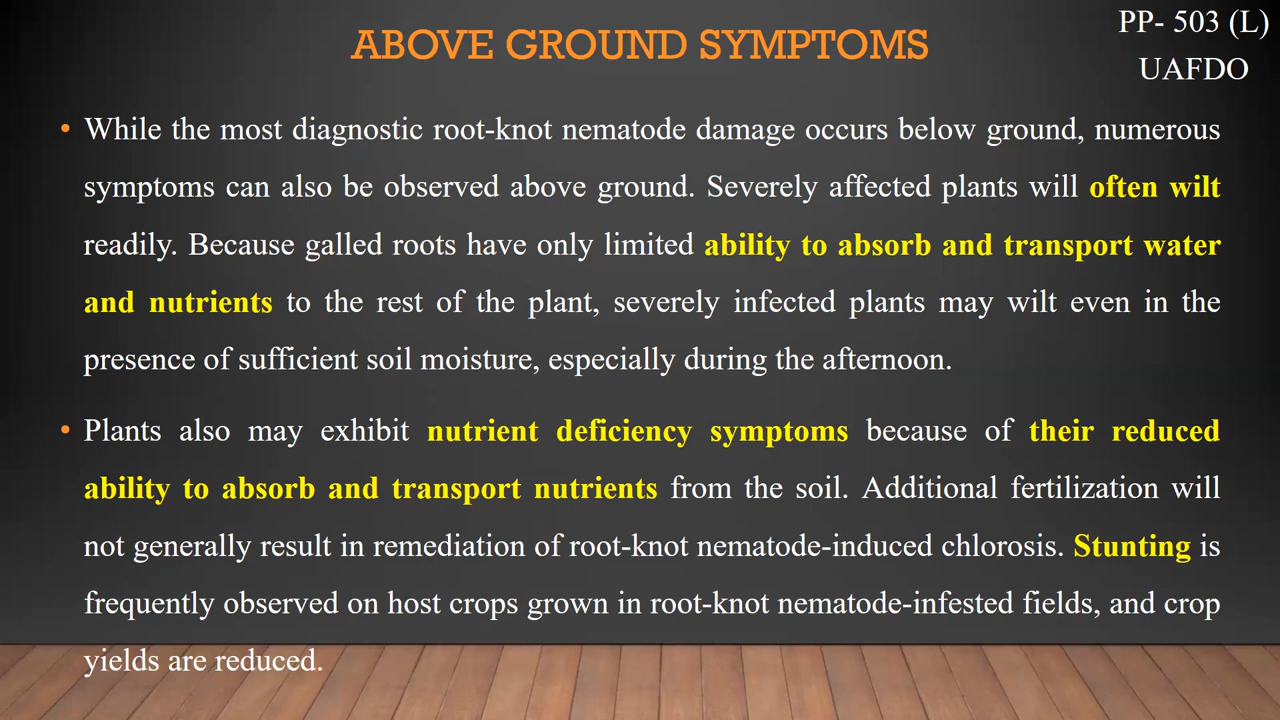 ABOVE GROUND SYMPTOMS
PP- 503 (L)
UAFDO
• While the most diagnostic root-knot nematode damage occurs below ground, numerous
symptoms can also be observed above ground. Severely affected plants will often wilt
readily. Because galled roots have only limited ability to absorb and transport water
and nutrients to the rest of the plant, severely infected plants may wilt even in the
presence of sufficient soil moisture, especially during the afternoon.
• Plants also may exhibit nutrient deficiency symptoms because of their reduced
ability to absorb and transport nutrients from the soil. Additional fertilization will
not generally result in remediation of root-knot nematode-induced chlorosis. Stunting is
frequently observed on host crops grown in root-knot nematode-infested fields, and crop
yields are reduced.